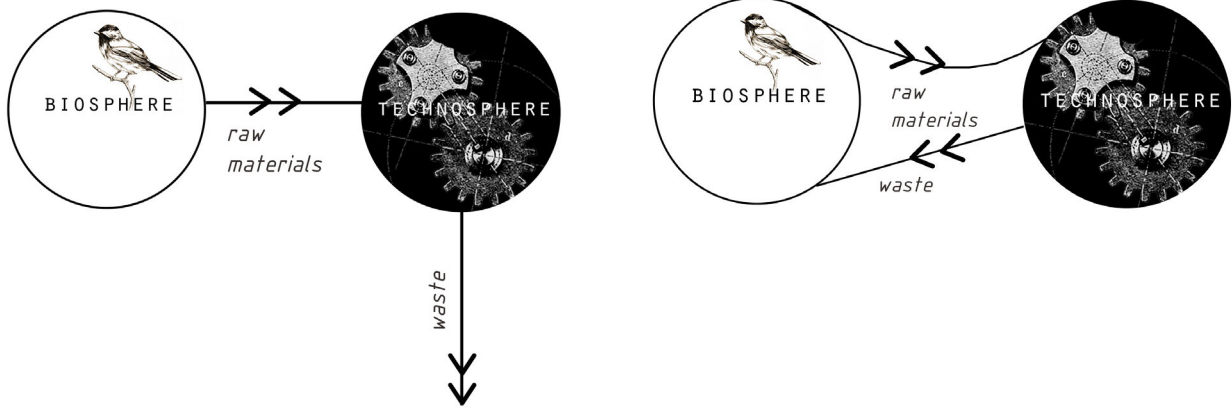 BIOSPHERE
raw
materials
TECHNOSPHERE
d
waste
BIOSPHERE
raw
materials
TECHNOSPHERE
d
waste